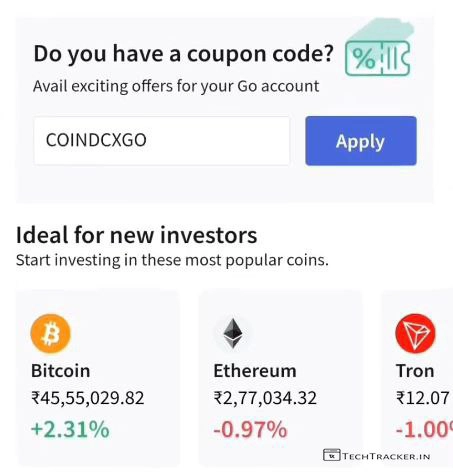 Do you have a coupon code?
Avail exciting offers for your Go account
COINDCXGO
Apply
Ideal for new investors
Start investing in these most popular coins.
Bitcoin
₹45,55,029.82
+2.31%
Ethereum
₹2,77,034.32
-0.97%
Tron
₹12.07
-1.00%
TECHTRACKER.IN